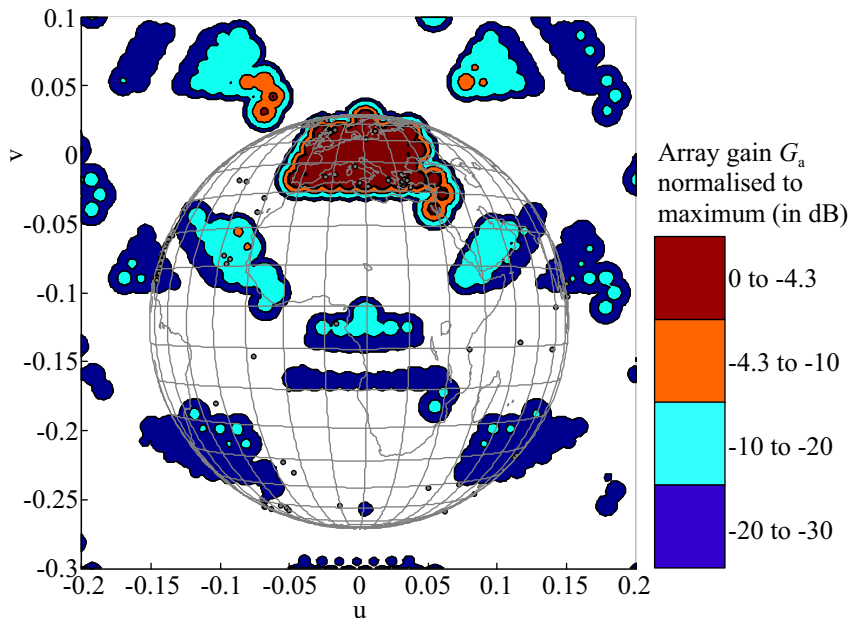 0.1
0.05
0
-0.05
-0.1
-0.15
-0.2
-0.25
-0.3
v
-0.2 -0.15 -0.1 -0.05 0 0.05 0.1 0.15 0.2
u
Array gain Ga
normalised to
maximum (in dB)
0 to -4.3
-4.3 to -10
-10 to -20
-20 to -30